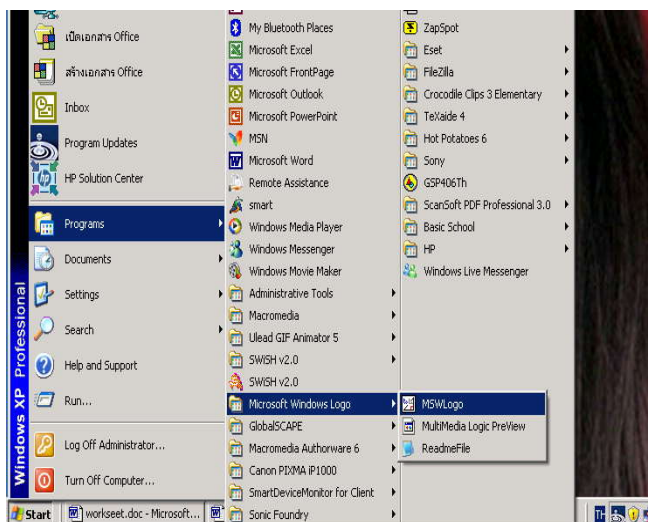 เปิดเอกสาร Office
สร้างเอกสาร Office
Inbox
Program Updates
HP Solution Center
Programs
Documents
Settings
Search
Help and Support
Run...
Log Off Administrator...
Turn Off Computer...
Windows XP Professional
My Bluetooth Places
Microsoft Excel
Microsoft FrontPage
Microsoft Outlook
Microsoft PowerPoint
MSN
Microsoft Word
Remote Assistance
smart
Windows Media Player
Windows Messenger
Windows Movie Maker
Administrative Tools
Macromedia
Ulead GIF Animator 5
SWiSH v2.0
SWiSH v2.0
Microsoft Windows Logo
GlobalSCAPE
Macromedia Authorware 6
Canon PIXMA iP1000
SmartDeviceMonitor for Client
Sonic Foundry
ZapSpot
Eset
FileZilla
Crocodile Clips 3 Elementary
TeXaide 4
Hot Potatoes 6
Sony
GSP406Th
ScanSoft PDF Professional 3.0
Basic School
HP
Windows Live Messenger
MSWLogo
MultiMedia Logic PreView
ReadmeFile
Start
workseet.doc - Microsoft...
TH